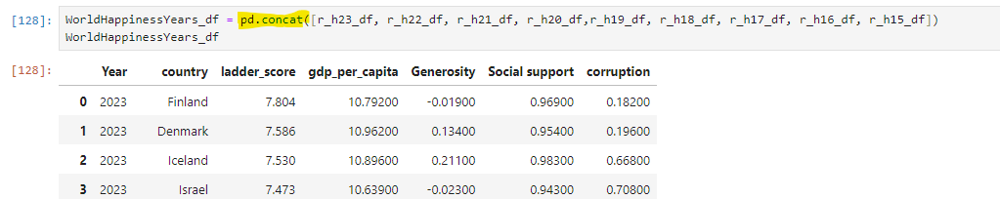 [128]: WorldHappinessYears_df = pd.concat([r_h23_df, r_h22_df, r_h21_df, r_h20_df,r_h19_df, r_h18_df, r_h17_df, r_h16_df, r_h15_df])
WorldHappinessYears_df
[128]: Year country ladder_score gdp_per_capita Generosity Social support corruption
0 2023 Finland 7.804 10.79200 -0.01900 0.96900 0.18200
1 2023 Denmark 7.586 10.96200 0.13400 0.95400 0.19600
2 2023 Iceland 7.530 10.89600 0.21100 0.98300 0.66800
3 2023 Israel 7.473 10.63900 -0.02300 0.94300 0.70800